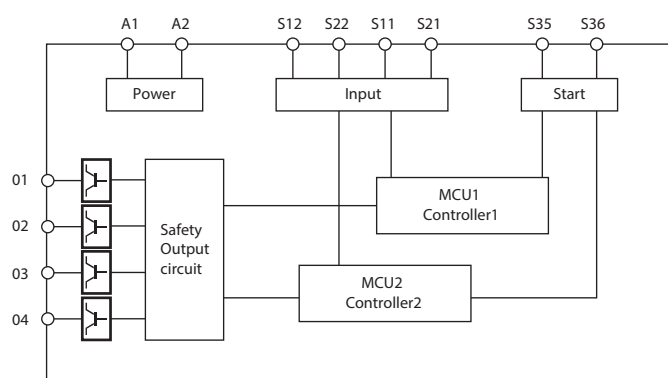 A1 A2 S12 S22 S11 S21 S35 S36
Power Input Start
01
02
03
04
Safety
Output
circuit
MCU1
Controller1
MCU2
Controller2